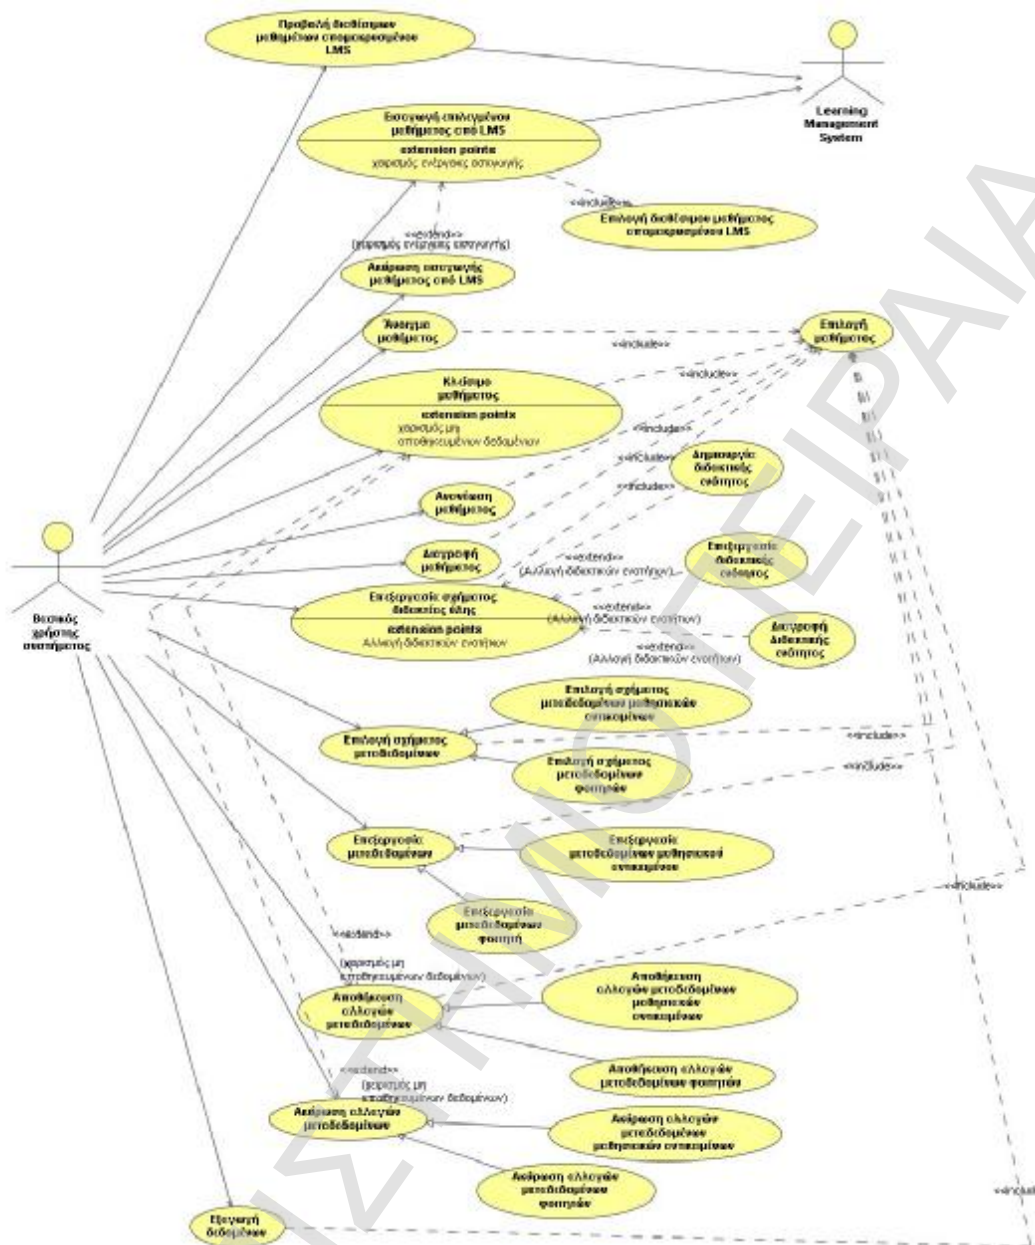 Προβολή διαθέσιμων
μαθημάτων απομακρυσμένου
LMS
Learning
Management
System
Εισαγωγή επιλεγμένου
μαθήματος από LMS
extension points
χειρισμός ενέργειας εισαγωγής
<<include>>
Επιλογή διαθέσιμου μαθήματος
απομακρυσμένου LMS
<<extend>>
(χειρισμός ενέργειας εισαγωγής)
Ακύρωση εισαγωγής
μαθήματος από LMS
Άνοιγμα
μαθήματος
Επιλογή
μαθήματος
<<include>>
<<include>>
Κλείσιμο
μαθήματος
extension points
χειρισμός μη
αποθηκευμένων δεδομένων
<<include>>
<<include>>
<<include>>
Δημιουργία
διδακτικής
ενότητας
Ανανέωση
μαθήματος
Διαγραφή
μαθήματος
<<extend>>
(Αλλαγή διδακτικών ενοτήτων)
Επεξεργασία
διδακτικής
ενότητας
Βασικός
χρήστης
συστήματος
Επεξεργασία σχήματος
διδακτέας ύλης
extension points
Αλλαγή διδακτικών ενοτήτων
<<extend>>
(Αλλαγή διδακτικών ενοτήτων)
Διαγραφή
Διδακτικής
ενότητας
<<extend>>
(Αλλαγή διδακτικών ενοτήτων)
Επιλογή σχήματος
μεταδεδομένων μαθησιακών
αντικειμένων
Επιλογή σχήματος
μεταδεδομένων
<<include>>
Επιλογή σχήματος
μεταδεδομένων
φοιτητών
<<include>>
Επεξεργασία
μεταδεδομένων
Επεξεργασία
μεταδεδομένων μαθησιακού
αντικειμένου
<<include>>
Επεξεργασία
μεταδεδομένων
φοιτητή
<<extend>>
(χειρισμός μη
αποθηκευμένων δεδομένων)
Αποθήκευση
αλλαγών
μεταδεδομένων
Αποθήκευση
αλλαγών μεταδεδομένων
μαθησιακών
αντικειμένων
Αποθήκευση αλλαγών
μεταδεδομένων φοιτητών
<<extend>>
(χειρισμός μη
αποθηκευμένων δεδομένων)
Ακύρωση αλλαγών
μεταδεδομένων
Ακύρωση αλλαγών
μεταδεδομένων
μαθησιακών αντικειμένων
Ακύρωση αλλαγών
μεταδεδομένων
φοιτητών
<<include
Εξαγωγή
δεδομένων
ΙΣΤΗΜΙΟ ΠΕΙΡΑΙΑ